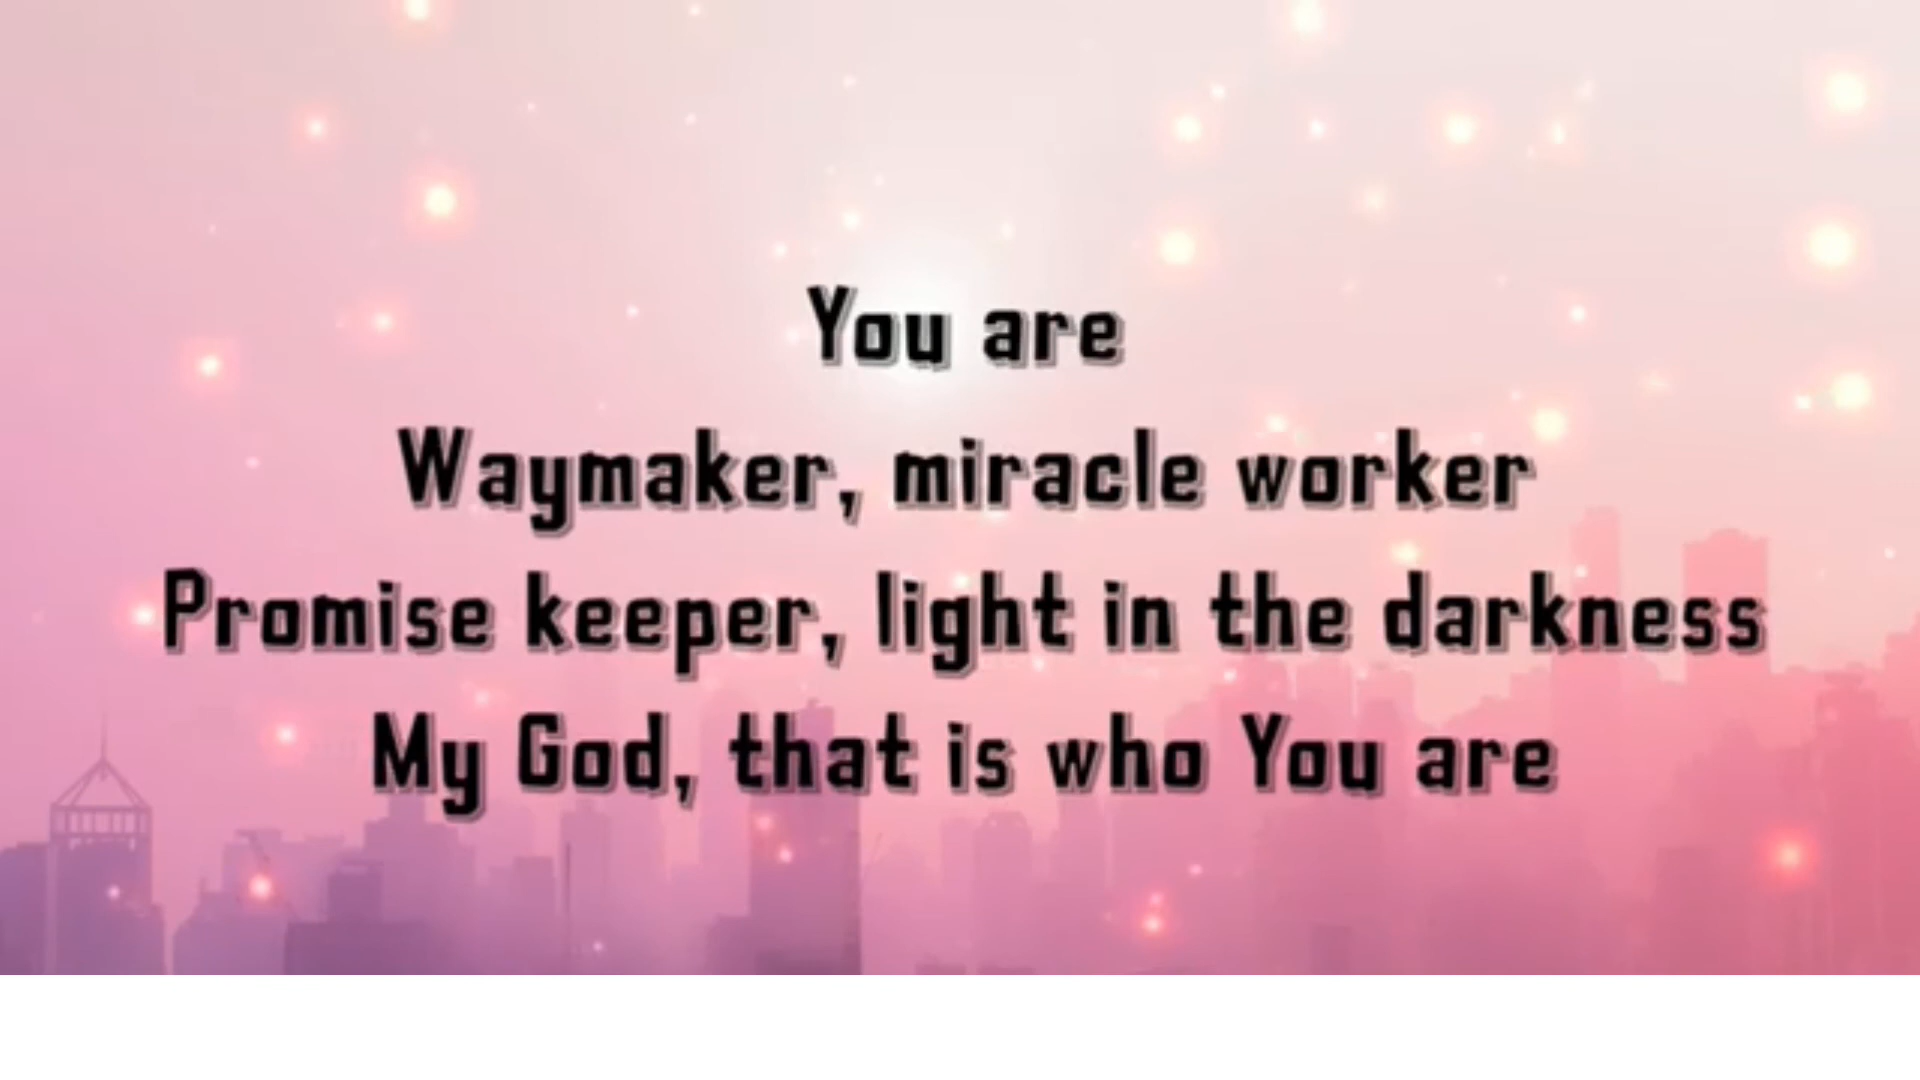 You are
Waymaker, miracle worker
Promise keeper, light in the darkness
My God, that is who You are